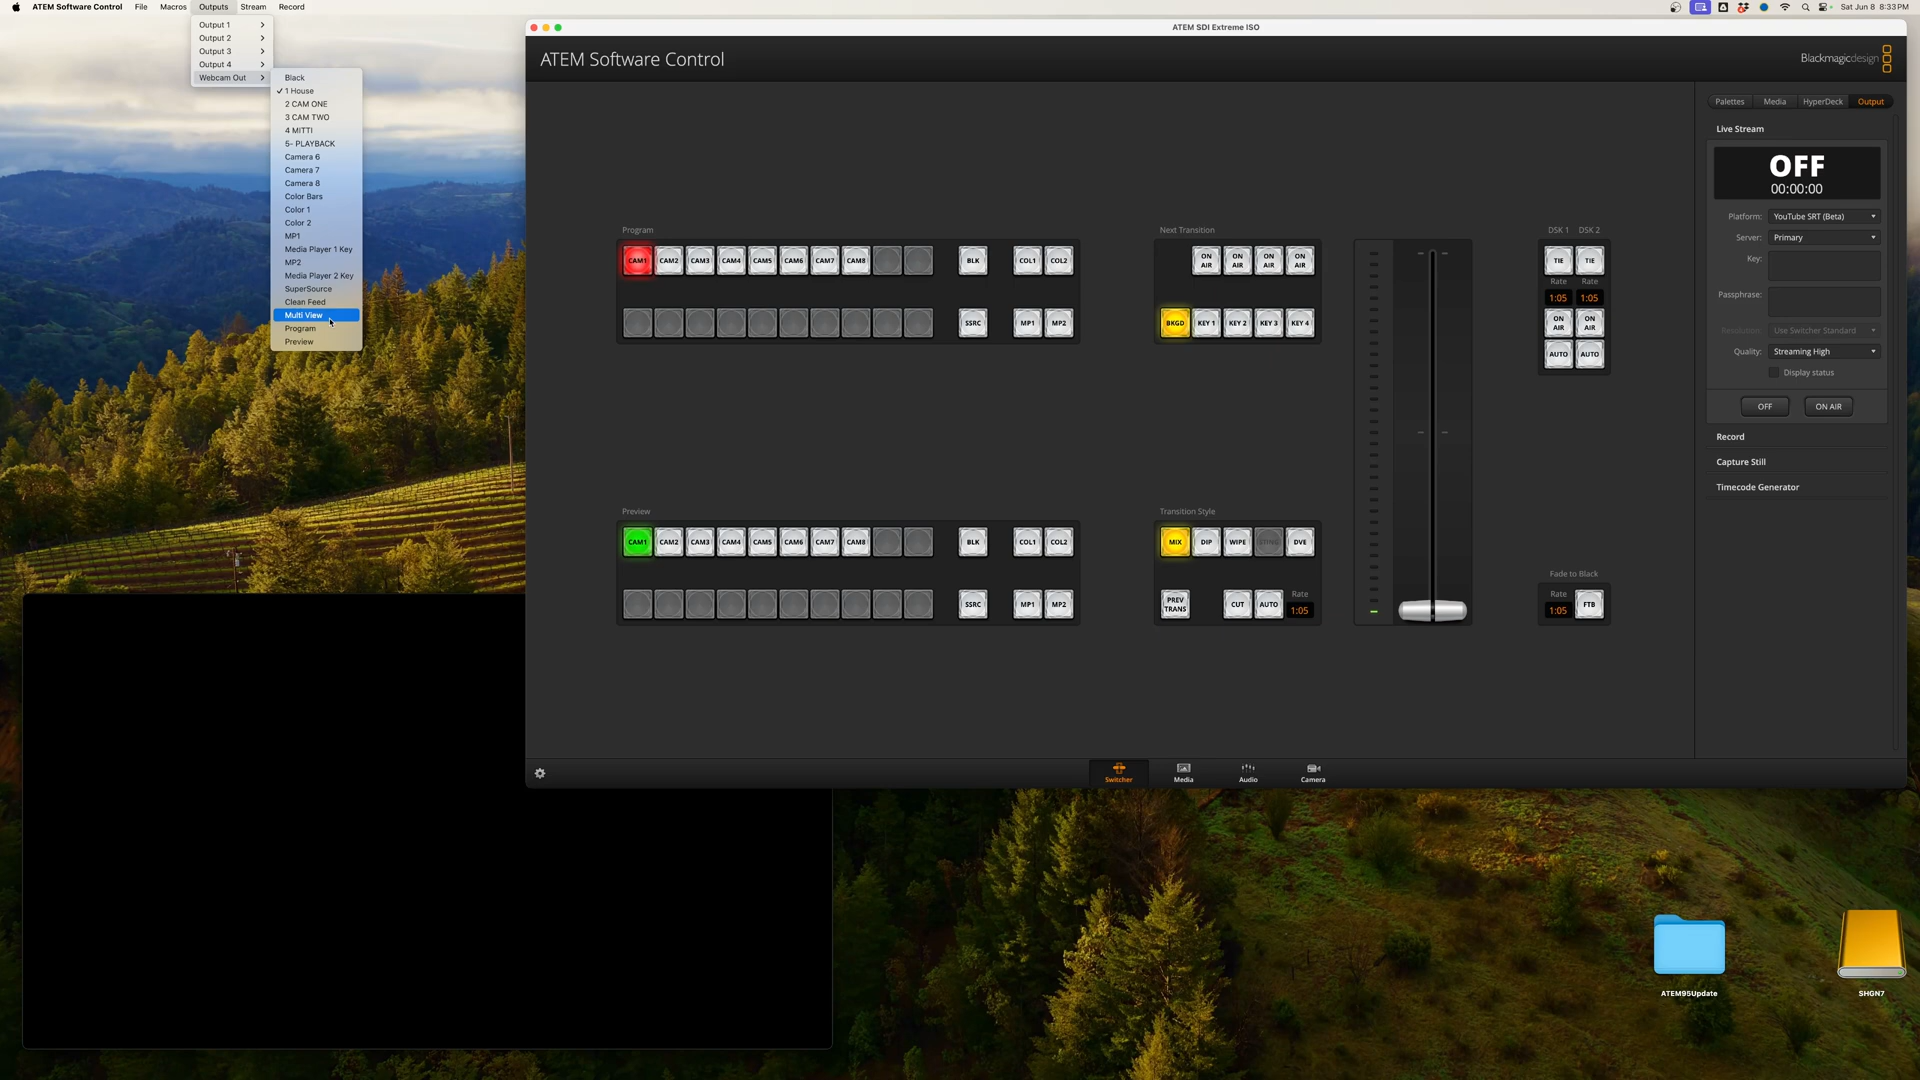 ATEM Software Control File Macros Outputs Stream Record
Sat Jun 8 8:33 PM
Output 1
Output 2
Output 3
Output 4
Webcam Out
Black
✓ 1 House
2 CAM ONE
3 CAM TWO
4 MITTI
5- PLAYBACK
Camera 6
Camera 7
Camera 8
Color Bars
Color 1
Color 2
MP1
Media Player 1 Key
MP2
Media Player 2 Key
SuperSource
Clean Feed
Multi View
Program
Preview
ATEM SDI Extreme ISO
ATEM Software Control
Blackmagicdesign
Program
CAM1 CAM2 CAM3 CAM4 CAM5 CAM6 CAM7 CAM8 BLK COL1 COL2
SSRC MP1 MP2
Next Transition
ON AIR ON AIR ON AIR ON AIR
BKGD KEY 1 KEY 2 KEY 3 KEY 4
DSK 1 DSK 2
TIE TIE
Rate Rate
1:05 1:05
ON AIR ON AIR
AUTO AUTO
Preview
CAM1 CAM2 CAM3 CAM4 CAM5 CAM6 CAM7 CAM8 BLK COL1 COL2
SSRC MP1 MP2
Transition Style
MIX DIP WIPE STING DVE
PREV TRANS CUT AUTO Rate
1:05
Fade to Black
Rate
1:05 FTB
Palettes Media HyperDeck Output
Live Stream
OFF
00:00:00
Platform: YouTube SRT (Beta)
Server: Primary
Key:
Passphrase:
Resolution: Use Switcher Standard
Quality: Streaming High
Display status
OFF ON AIR
Record
Capture Still
Timecode Generator
Switcher Media Audio Camera
ATEM95Update
SHGN7